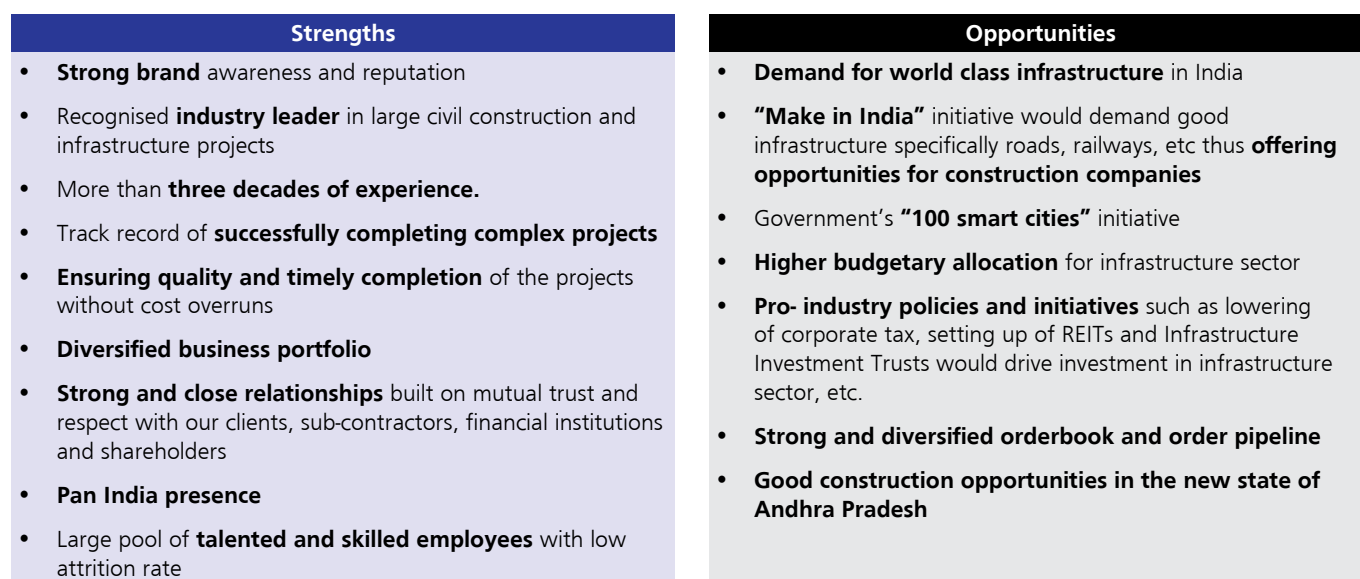 Strengths
• Strong brand awareness and reputation
• Recognised industry leader in large civil construction and
infrastructure projects
• More than three decades of experience.
• Track record of successfully completing complex projects
• Ensuring quality and timely completion of the projects
without cost overruns
• Diversified business portfolio
• Strong and close relationships built on mutual trust and
respect with our clients, sub-contractors, financial institutions
and shareholders
• Pan India presence
• Large pool of talented and skilled employees with low
attrition rate
Opportunities
• Demand for world class infrastructure in India
• "Make in India" initiative would demand good
infrastructure specifically roads, railways, etc thus offering
opportunities for construction companies
• Government's "100 smart cities" initiative
• Higher budgetary allocation for infrastructure sector
• Pro- industry policies and initiatives such as lowering
of corporate tax, setting up of REITs and Infrastructure
Investment Trusts would drive investment in infrastructure
sector, etc.
• Strong and diversified orderbook and order pipeline
• Good construction opportunities in the new state of
Andhra Pradesh